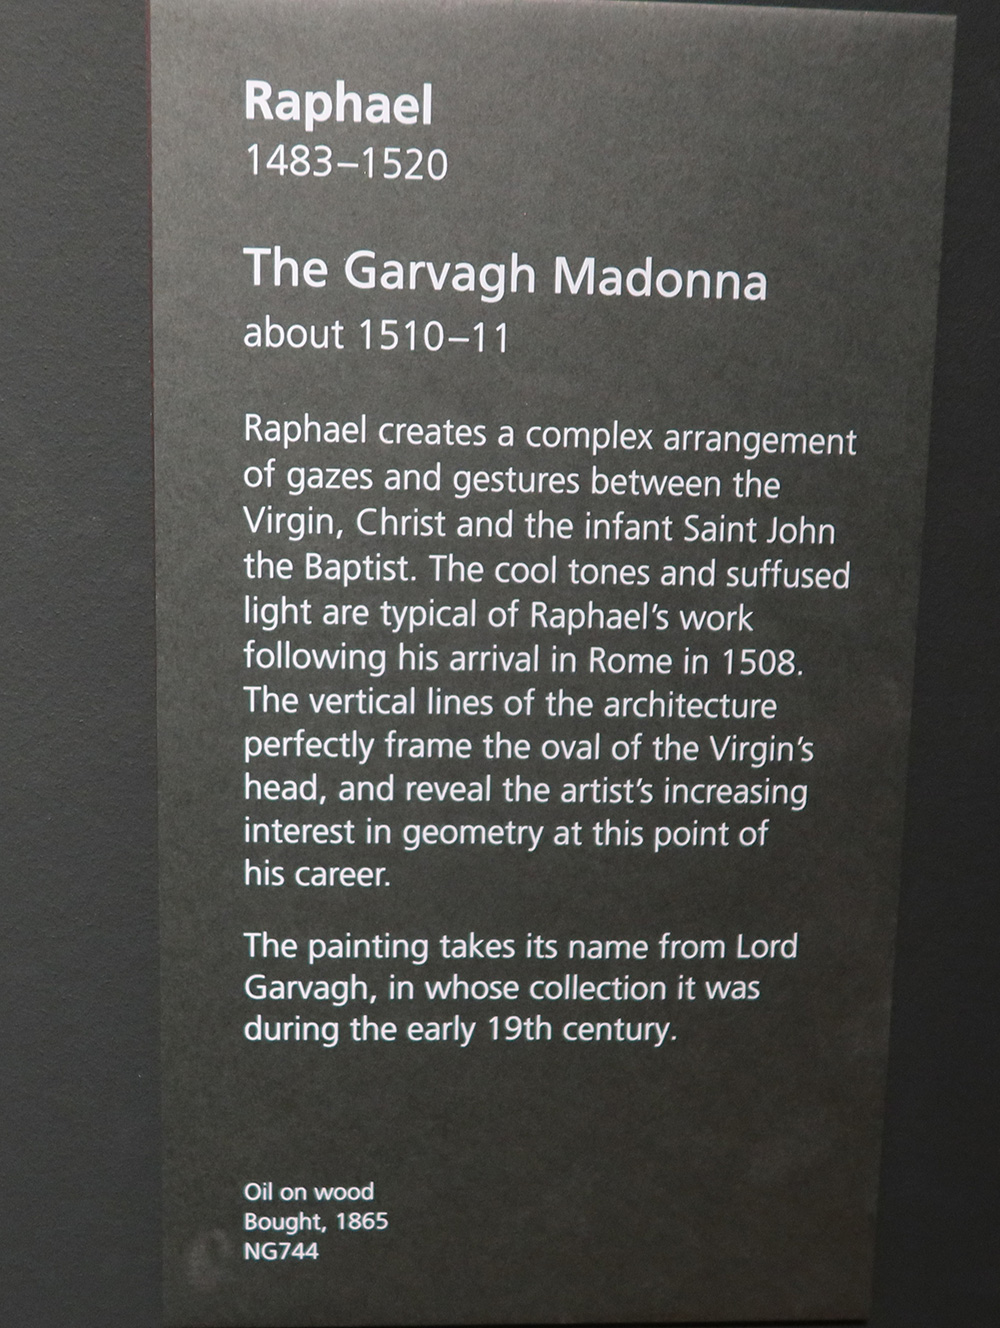 Raphael
1483–1520
The Garvagh Madonna
about 1510–11
Raphael creates a complex arrangement
of gazes and gestures between the
Virgin, Christ and the infant Saint John
the Baptist. The cool tones and suffused
light are typical of Raphael’s work
following his arrival in Rome in 1508.
The vertical lines of the architecture
perfectly frame the oval of the Virgin’s
head, and reveal the artist’s increasing
interest in geometry at this point of
his career.
The painting takes its name from Lord
Garvagh, in whose collection it was
during the early 19th century.
Oil on wood
Bought, 1865
NG744